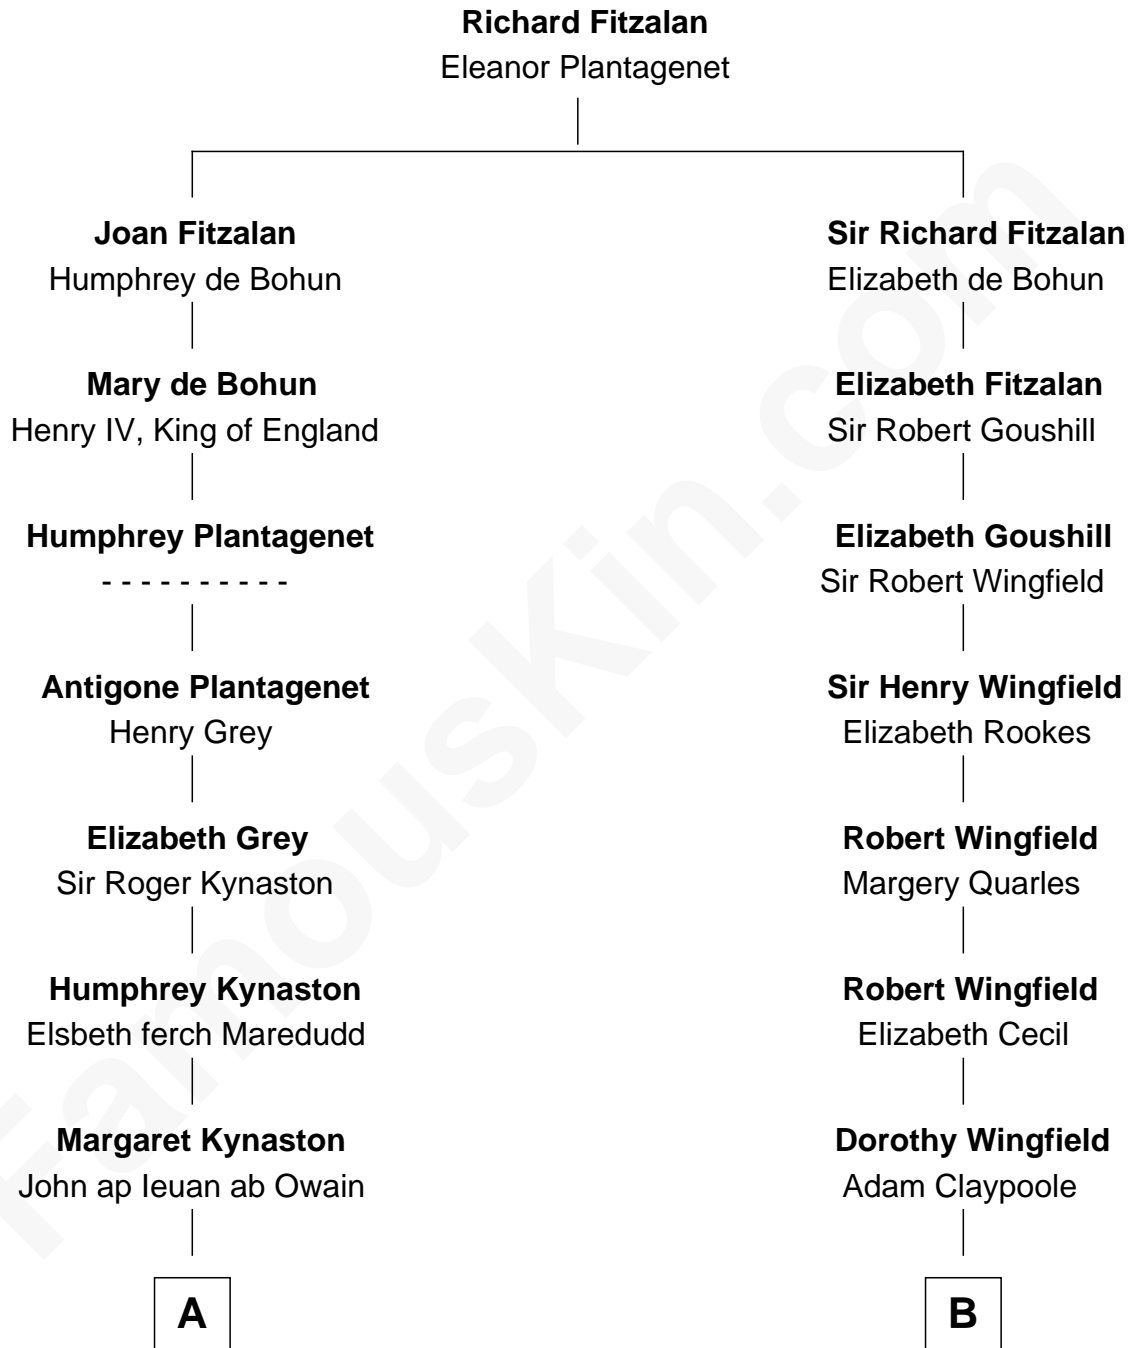 Richard Fitzalan
Eleanor Plantagenet
Joan Fitzalan
Humphrey de Bohun
Sir Richard Fitzalan
Elizabeth de Bohun
Mary de Bohun
Henry IV, King of England
Elizabeth Fitzalan
Sir Robert Goushill
Humphrey Plantagenet
- - - - - - - - - -
Elizabeth Goushill
Sir Robert Wingfield
Antigone Plantagenet
Henry Grey
Sir Henry Wingfield
Elizabeth Rookes
Elizabeth Grey
Sir Roger Kynaston
Robert Wingfield
Margery Quarles
Humphrey Kynaston
Elsbeth ferch Maredudd
Robert Wingfield
Elizabeth Cecil
Margaret Kynaston
John ap Ieuan ab Owain
Dorothy Wingfield
Adam Claypoole
A
B
FamousKin.com